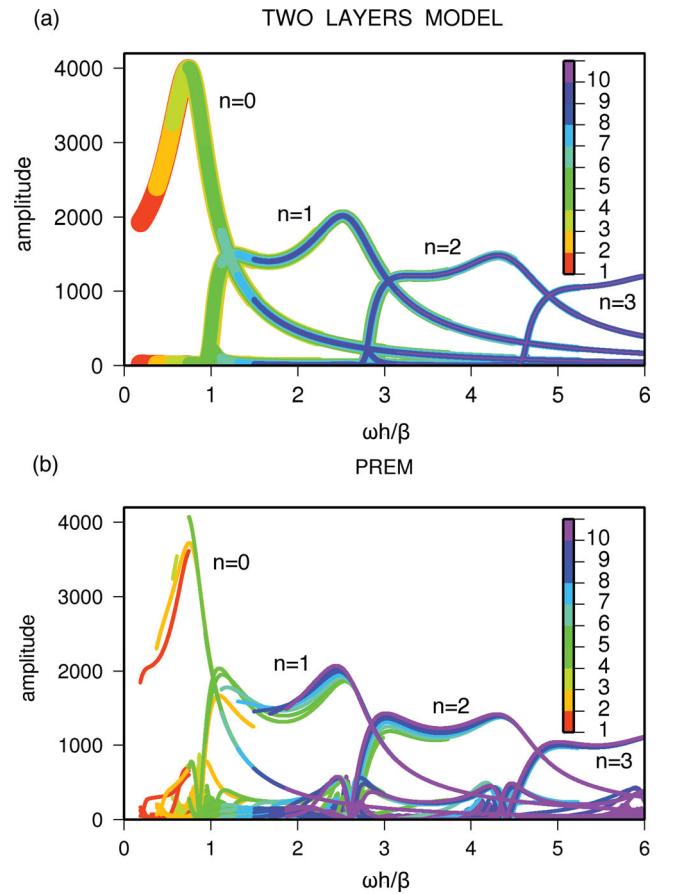 (a) TWO LAYERS MODEL
4000
3000
2000
1000
0
amplitude
n=0
n=1
n=2
n=3
10
9
8
7
6
5
4
3
2
1
0 1 2 3 4 5 6
ωh/β
(b) PREM
4000
3000
2000
1000
0
amplitude
n=0
n=1
n=2
n=3
10
9
8
7
6
5
4
3
2
1
0 1 2 3 4 5 6
ωh/β